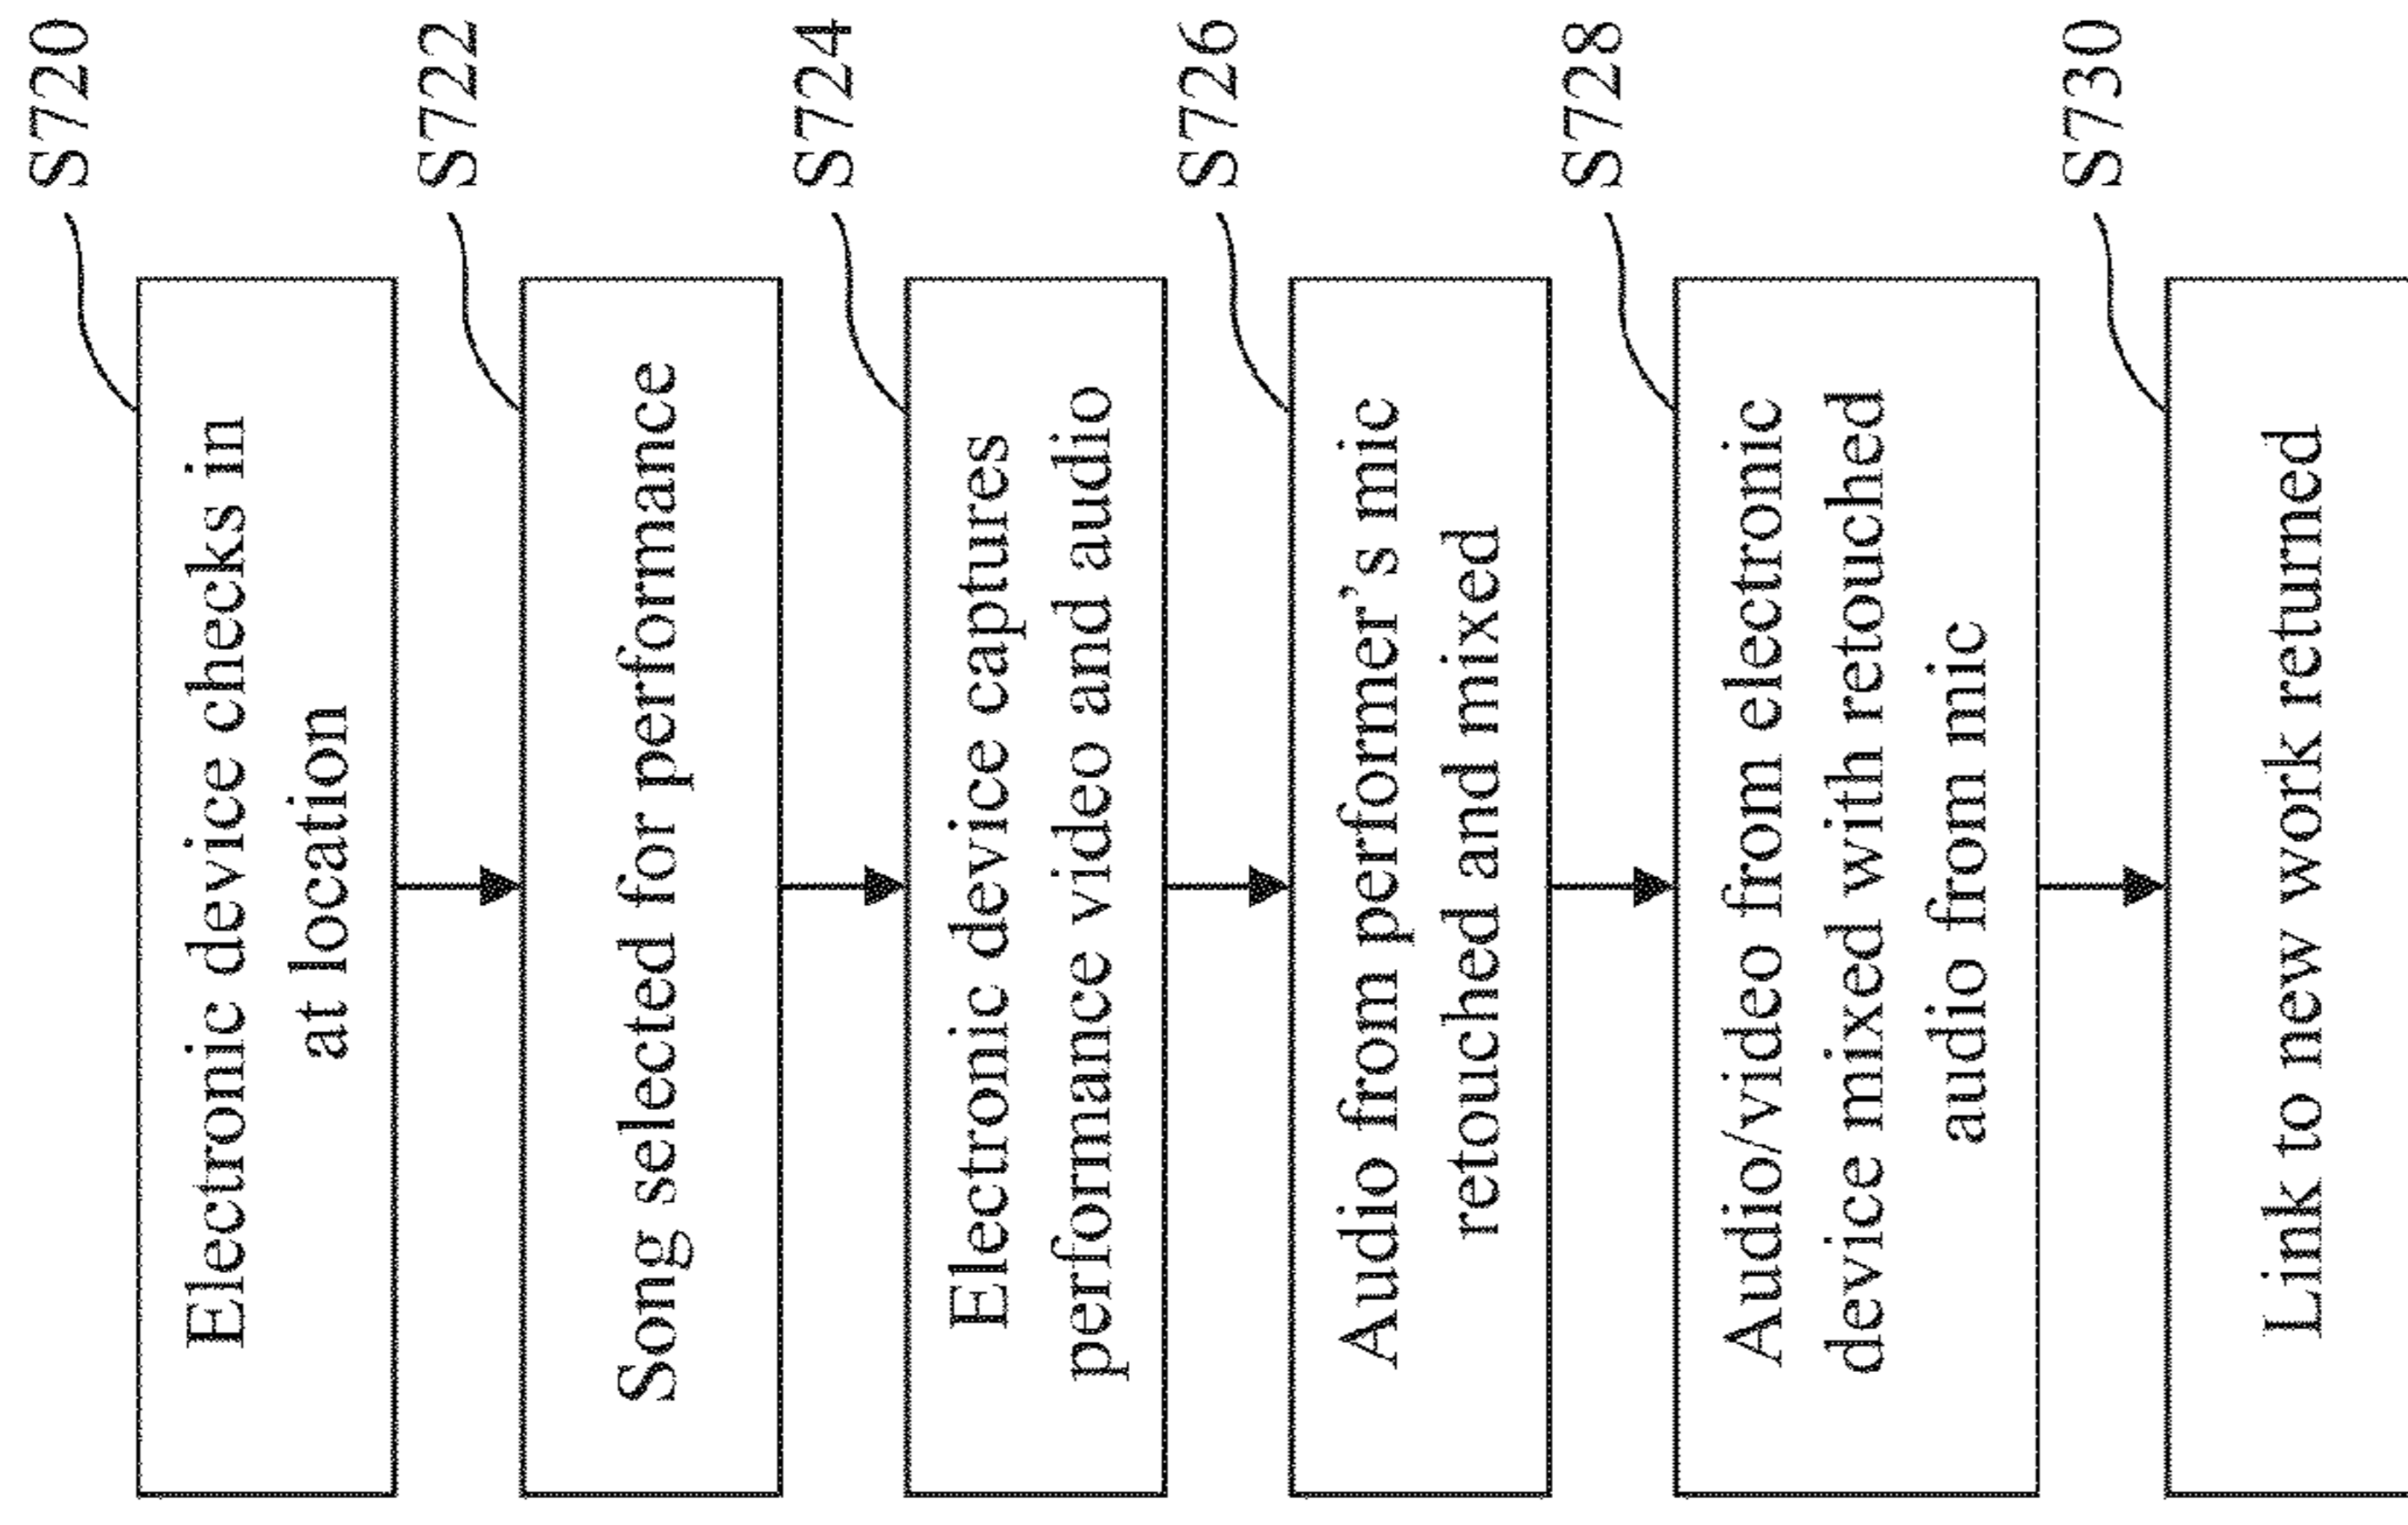 S720
Electronic device checks in
at location
S722
Song selected for performance
S724
Electronic device captures
performance video and audio
S726
Audio from performer's mic
retouched and mixed
S728
Audio/video from electronic
device mixed with retouched
audio from mic
S730
Link to new work returned